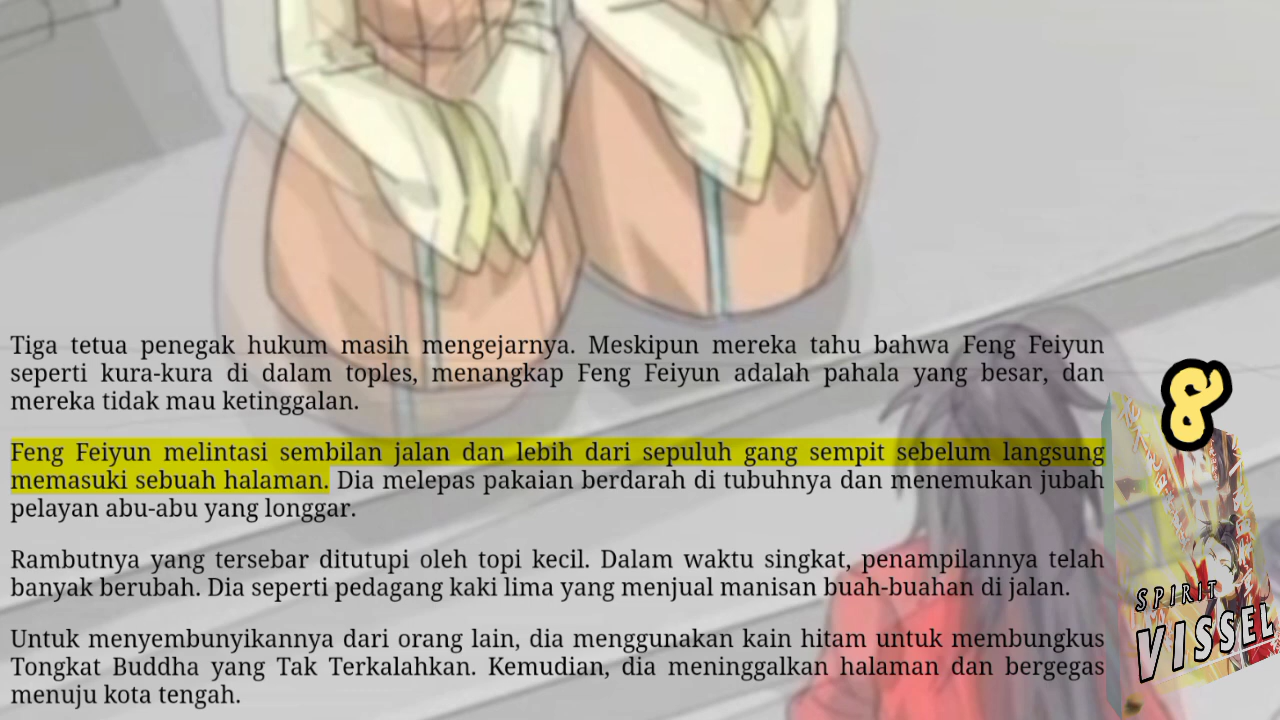 Tiga tetua penegak hukum masih mengejarnya. Meskipun mereka tahu bahwa Feng Feiyun
seperti kura-kura di dalam toples, menangkap Feng Feiyun adalah pahala yang besar, dan
mereka tidak mau ketinggalan.
Feng Feiyun melintasi sembilan jalan dan lebih dari sepuluh gang sempit sebelum langsung
memasuki sebuah halaman. Dia melepas pakaian berdarah di tubuhnya dan menemukan jubah
pelayan abu-abu yang longgar.
Rambutnya yang tersebar ditutupi oleh topi kecil. Dalam waktu singkat, penampilannya telah
banyak berubah. Dia seperti pedagang kaki lima yang menjual manisan buah-buahan di jalan.
Untuk menyembunyikannya dari orang lain, dia menggunakan kain hitam untuk membungkus
Tongkat Buddha yang Tak Terkalahkan. Kemudian, dia meninggalkan halaman dan bergegas
menuju kota tengah.
8
SPIRIT
VISSEL